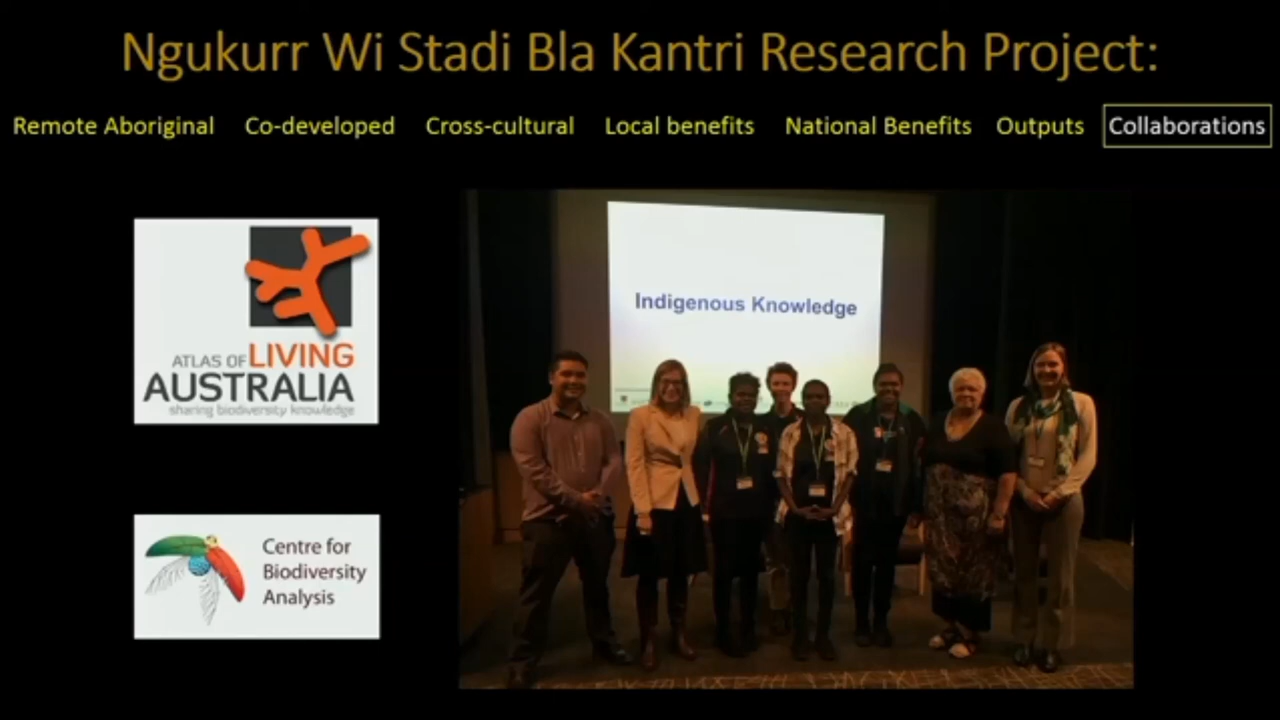 Ngukurr Wi Stadi Bla Kantri Research Project:
Remote Aboriginal Co-developed Cross-cultural Local benefits National Benefits Outputs Collaborations
ATLAS OF LIVING
AUSTRALIA
sharing biodiversity knowledge
Indigenous Knowledge
Centre for
Biodiversity
Analysis